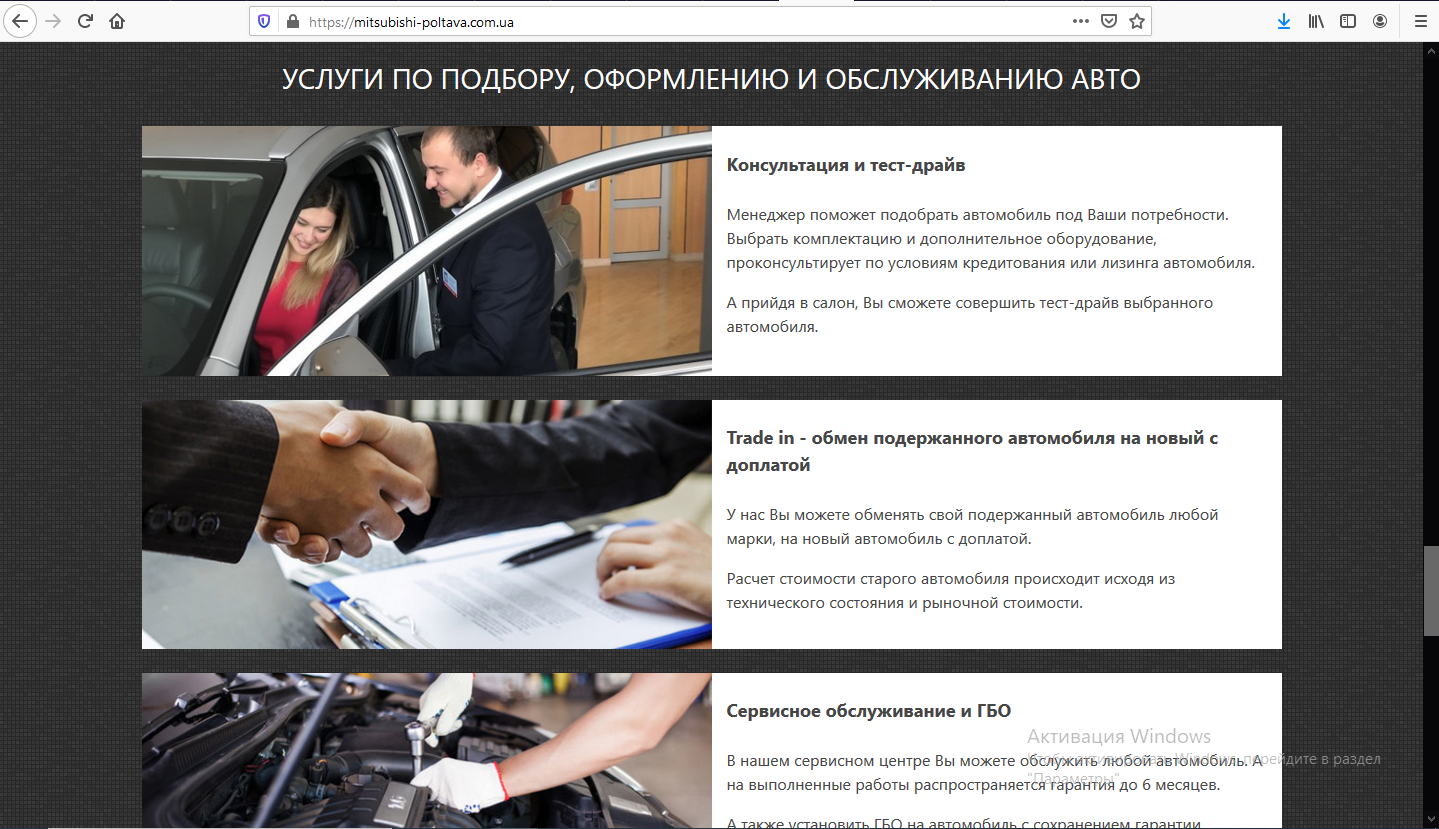 https://mitsubishi-poltava.com.ua
УСЛУГИ ПО ПОДБОРУ, ОФОРМЛЕНИЮ И ОБСЛУЖИВАНИЮ АВТО
Консультация и тест-драйв
Менеджер поможет подобрать автомобиль под Ваши потребности.
Выбрать комплектацию и дополнительное оборудование,
проконсультирует по условиям кредитования или лизинга автомобиля.
А прийдя в салон, Вы сможете совершить тест-драйв выбранного
автомобиля.
Trade in - обмен подержанного автомобиля на новый с
доплатой
У нас Вы можете обменять свой подержанный автомобиль любой
марки, на новый автомобиль с доплатой.
Расчет стоимости старого автомобиля происходит исходя из
технического состояния и рыночной стоимости.
Сервисное обслуживание и ГБО
Активация Windows
В нашем сервисном центре Вы можете обслужить любой автомобиль. А
Чтобы активировать Windows, перейдите в раздел
"Параметры".
на выполненные работы распространяется гарантия до 6 месяцев.
А также установить ГБО на автомобиль с сохранением гарантии